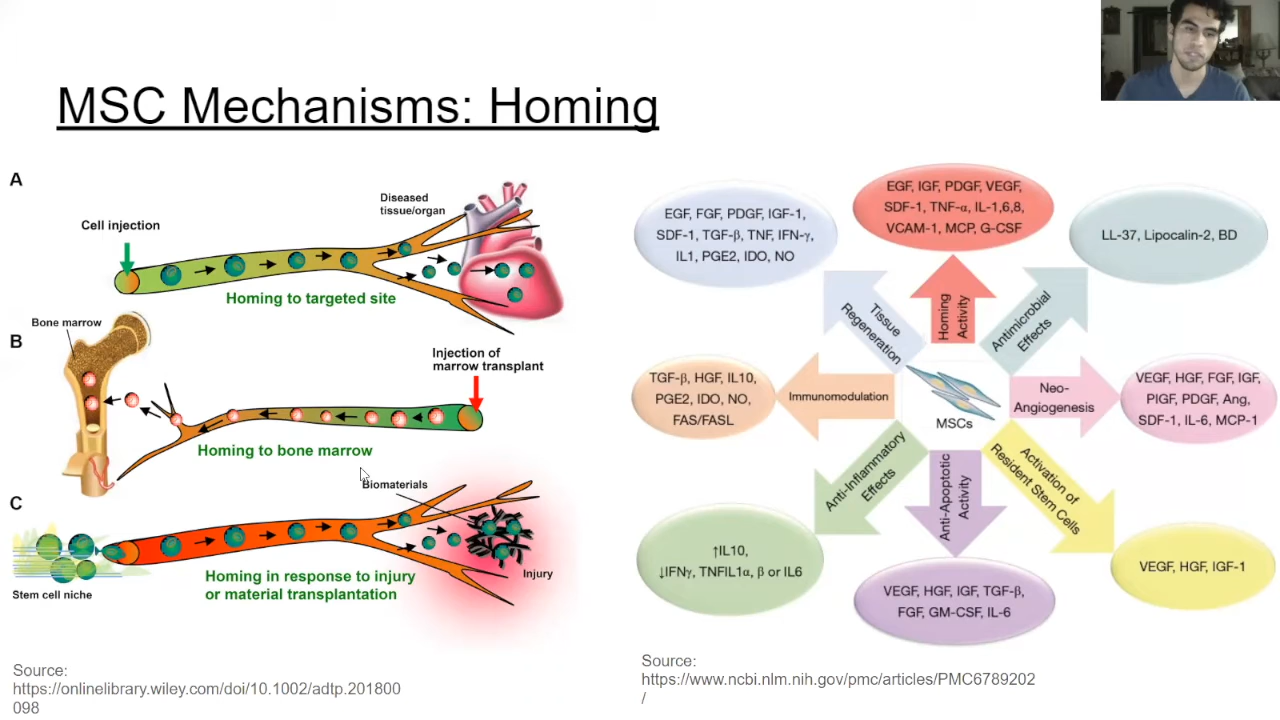 MSC Mechanisms: Homing
A
Cell injection
Diseased
tissue/organ
Homing to targeted site
B
Bone marrow
Injection of
marrow transplant
Homing to bone marrow
C
Biomaterials
Stem cell niche
Homing in response to injury
or material transplantation
Injury
Source:
https://onlinelibrary.wiley.com/doi/10.1002/adtp.201800
098
EGF, FGF, PDGF, IGF-1,
SDF-1, TGF-β, TNF, IFN-γ,
IL1, PGE2, IDO, NO
Tissue
Regeneration
EGF, IGF, PDGF, VEGF,
SDF-1, TNF-α, IL-1,6,8,
VCAM-1, MCP, G-CSF
Homing
Activity
LL-37, Lipocalin-2, BD
Antimicrobial
Effects
TGF-β, HGF, IL10,
PGE2, IDO, NO,
FAS/FASL
Immunomodulation
MSCs
Neo-
Angiogenesis
VEGF, HGF, FGF, IGF,
PIGF, PDGF, Ang,
SDF-1, IL-6, MCP-1
Anti-Inflammatory
Effects
↑IL10,
↓IFNγ, TNFIL1α, β or IL6
Anti-Apoptotic
Activity
VEGF, HGF, IGF, TGF-β,
FGF, GM-CSF, IL-6
Activation of
Resident Stem Cells
VEGF, HGF, IGF-1
Source:
https://www.ncbi.nlm.nih.gov/pmc/articles/PMC6789202
/